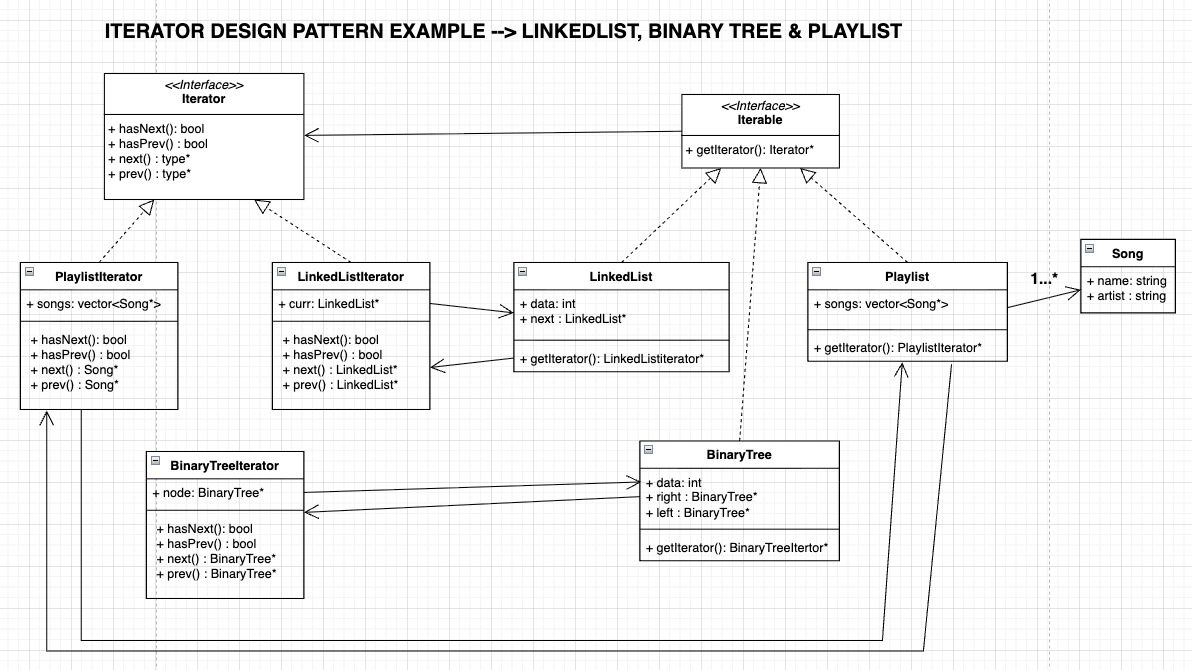 ITERATOR DESIGN PATTERN EXAMPLE --> LINKEDLIST, BINARY TREE & PLAYLIST
<<Interface>>
Iterator
+ hasNext(): bool
+ hasPrev() : bool
+ next() : type*
+ prev() : type*
<<Interface>>
Iterable
+ getIterator(): Iterator*
PlaylistIterator
+ songs: vector<Song*>
+ hasNext(): bool
+ hasPrev() : bool
+ next() : Song*
+ prev() : Song*
LinkedListIterator
+ curr: LinkedList*
+ hasNext(): bool
+ hasPrev() : bool
+ next() : LinkedList*
+ prev() : LinkedList*
LinkedList
+ data: int
+ next : LinkedList*
+ getIterator(): LinkedListiterator*
Playlist
+ songs: vector<Song*>
+ getIterator(): PlaylistIterator*
1...*
Song
+ name: string
+ artist : string
BinaryTreeIterator
+ node: BinaryTree*
+ hasNext(): bool
+ hasPrev() : bool
+ next() : BinaryTree*
+ prev() : BinaryTree*
BinaryTree
+ data: int
+ right : BinaryTree*
+ left : BinaryTree*
+ getIterator(): BinaryTreeItertor*